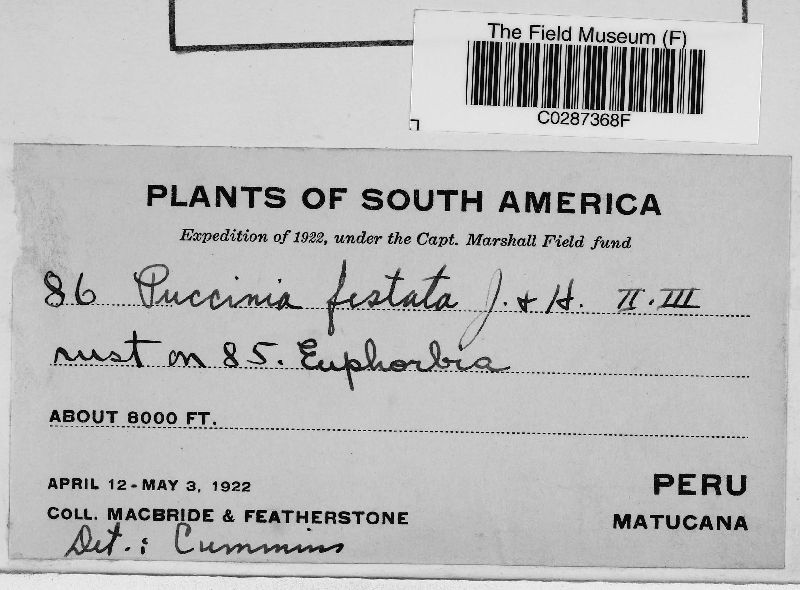 The Field Museum (F)
C0287368F
PLANTS OF SOUTH AMERICA
Expedition of 1922, under the Capt. Marshall Field fund
86 Puccinia festata J. & H. II. III
rust on 85. Euphorbia
ABOUT 8000 FT.
APRIL 12 - MAY 3, 1922
PERU
COLL. MACBRIDE & FEATHERSTONE
MATUCANA
Det. : Cummins